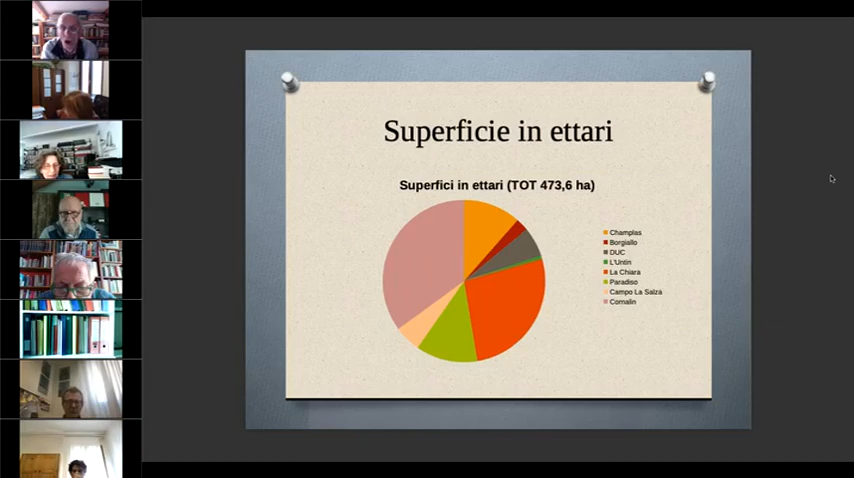 Superficie in ettari
Superfici in ettari (TOT 473,6 ha)
Champlas
Borgiallo
DUC
L'Untin
La Chiara
Paradiso
Campo La Salza
Cornalin